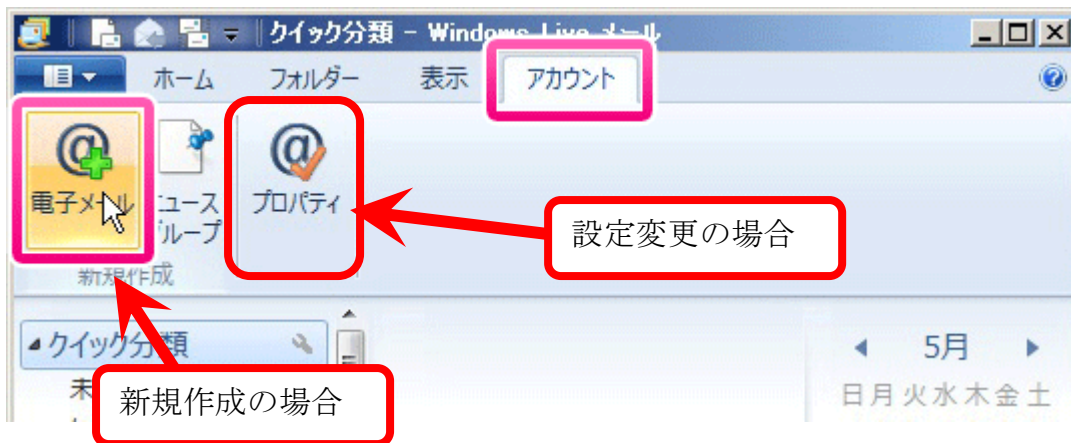 クイック分類 - Windows Live メール
ホーム フォルダー 表示 アカウント
電子メール ニュースグループ プロパティ
新規作成
設定変更の場合
クイック分類
5月
未
日 月 火 水 木 金 土
新規作成の場合